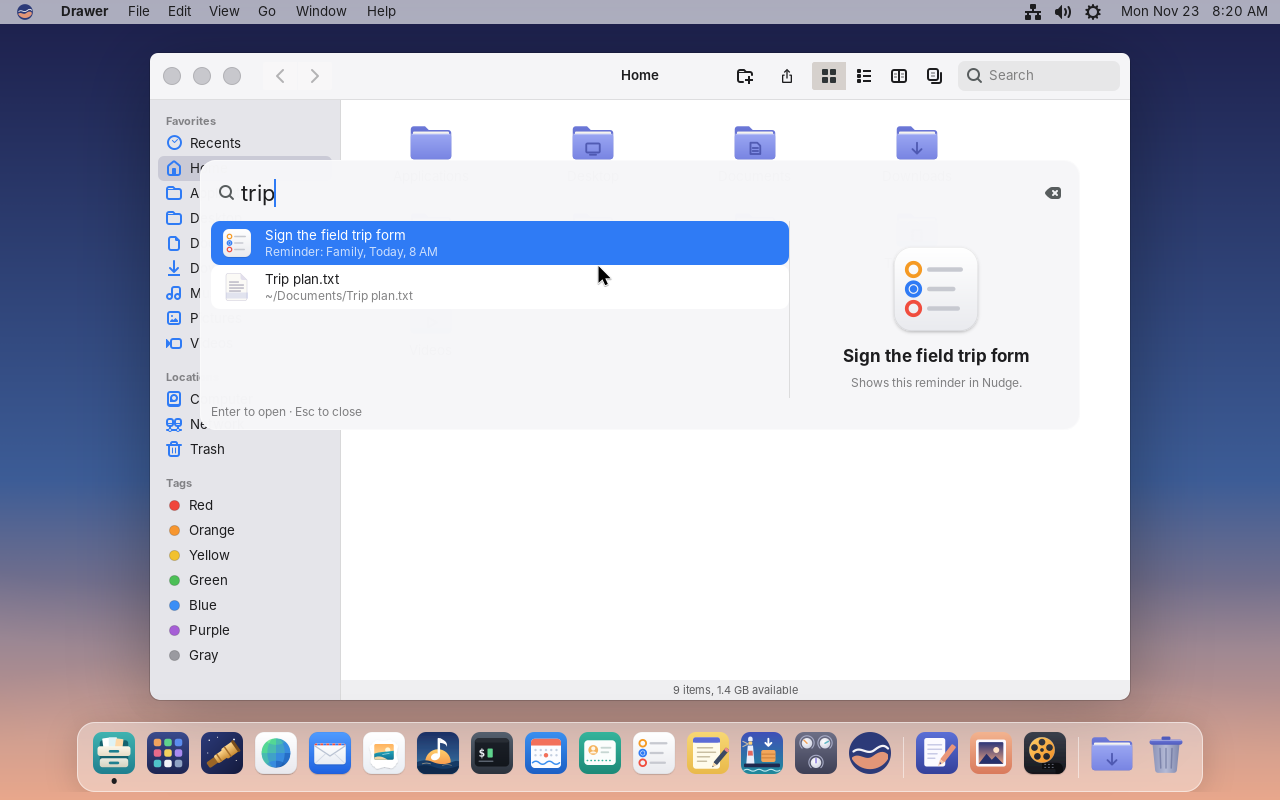 Drawer File Edit View Go Window Help Mon Nov 23 8:20 AM
Home
Search
Favorites
Recents
trip
Sign the field trip form
Reminder: Family, Today, 8 AM
Trip plan.txt
~/Documents/Trip plan.txt
Sign the field trip form
Shows this reminder in Nudge.
Enter to open · Esc to close
Trash
Tags
Red
Orange
Yellow
Green
Blue
Purple
Gray
9 items, 1.4 GB available